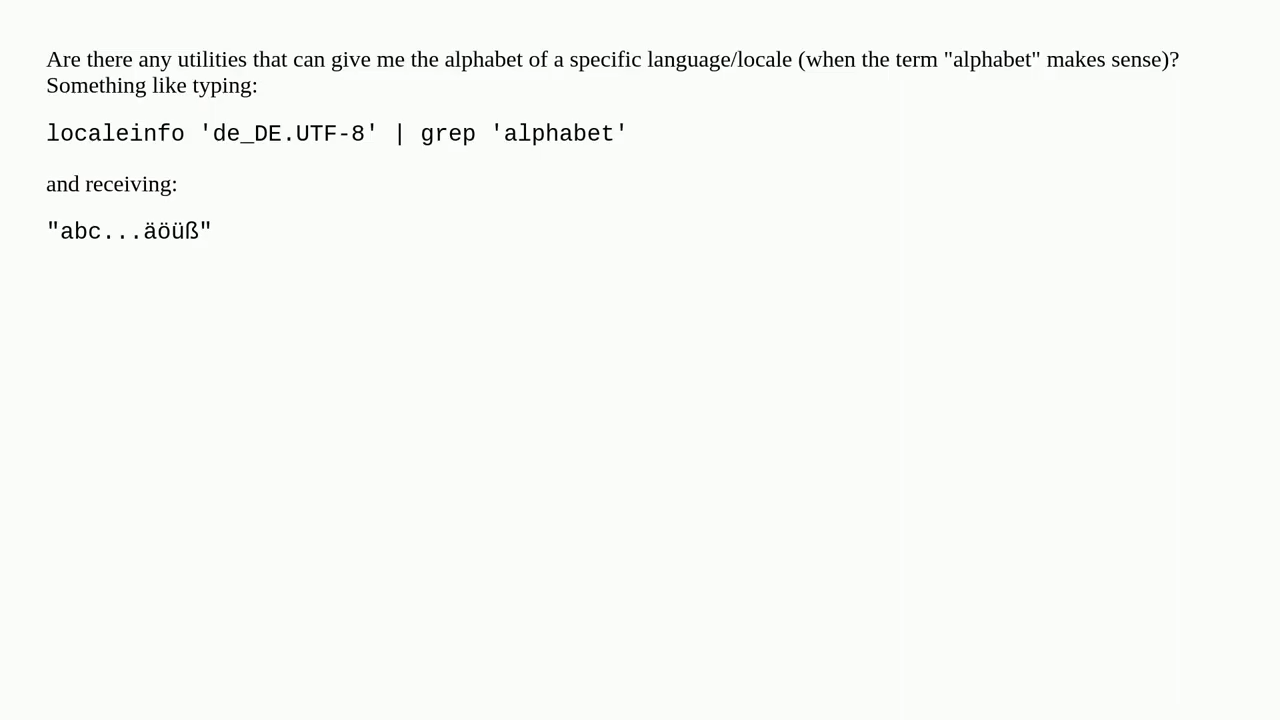 Are there any utilities that can give me the alphabet of a specific language/locale (when the term "alphabet" makes sense)?
Something like typing:
localeinfo 'de_DE.UTF-8' | grep 'alphabet'
and receiving:
"abc...äöüß"